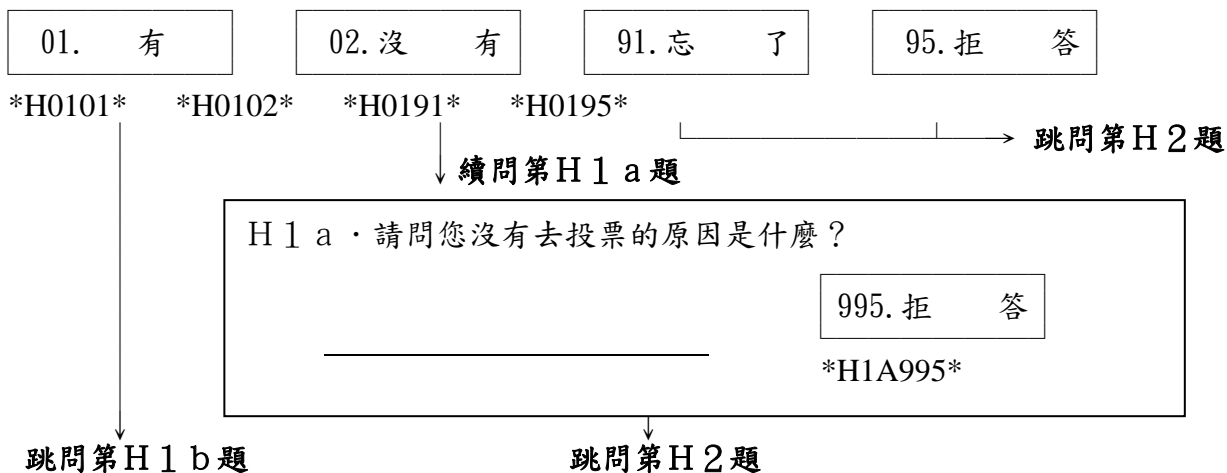 01. 有 02.沒 有 91.忘 了 95.拒 答
*H0101* *H0102* *H0191* *H0195*
跳問第H2題
續問第H1a題
H1a．請問您沒有去投票的原因是什麼？
995.拒 答
*H1A995*
跳問第H1b題 跳問第H2題